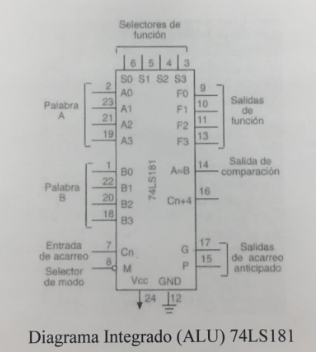 Selectores de
función
6 5 4 3
S0 S1 S2 S3
Palabra
A
2 A0
23 A1
21 A2
19 A3
Palabra
B
1 B0
22 B1
20 B2
18 B3
Entrada
de acarreo
7 Cn
Selector
de modo
8 M
74LS181
F0 9
F1 10
F2 11
F3 13
Salidas
de
función
A=B 14
Salida de
comparación
Cn+4 16
G 17
P 15
Salidas
de acarreo
anticipado
Vcc GND
24 12
Diagrama Integrado (ALU) 74LS181